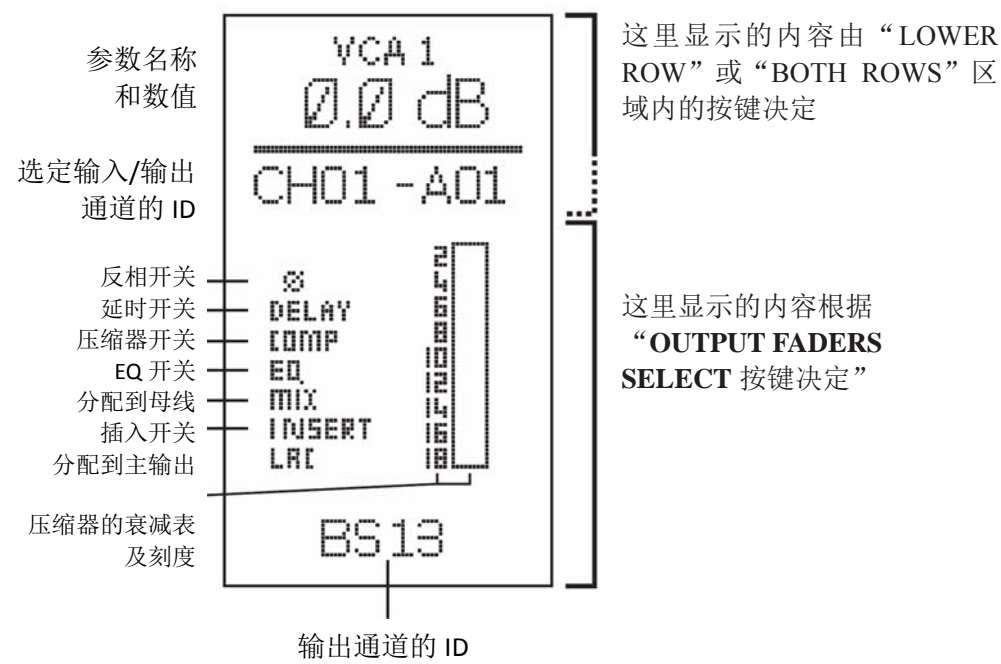 参数名称
和数值
选定输入/输出
通道的 ID
反相开关
延时开关
压缩器开关
EQ 开关
分配到母线
插入开关
分配到主输出
压缩器的衰减表
及刻度
VCA 1
0.0 dB
CH01 -A01
Ø
DELAY
COMP
EQ
MIX
INSERT
LRC
2
4
6
8
10
12
14
16
18
BS13
输出通道的 ID
这里显示的内容由“LOWER
ROW”或“BOTH ROWS”区
域内的按键决定
这里显示的内容根据
“OUTPUT FADERS
SELECT 按键决定”